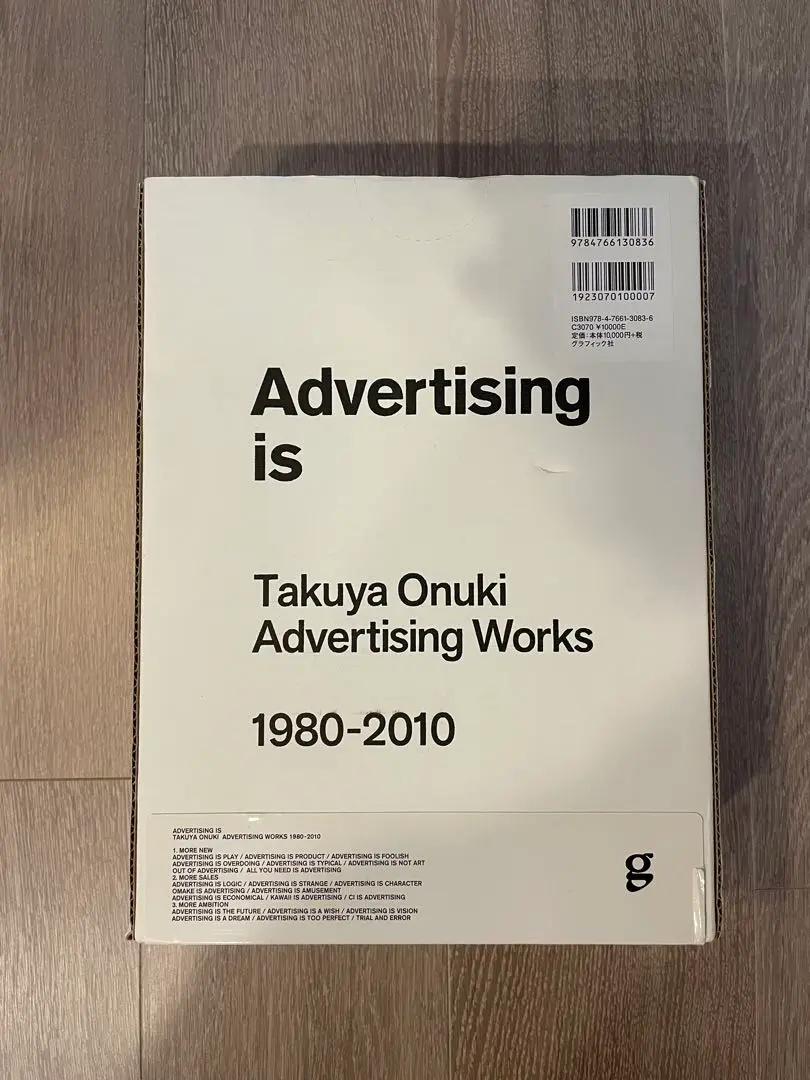 9784766130836
1923070100007
ISBN978-4-7661-3083-6
C3070 ¥10000E
定価:本体10,000円+税
グラフィック社
Advertising
is
Takuya Onuki
Advertising Works
1980-2010
ADVERTISING IS
TAKUYA ONUKI ADVERTISING WORKS 1980-2010
1. MORE NEW
ADVERTISING IS PLAY / ADVERTISING IS PRODUCT / ADVERTISING IS FOOLISH
ADVERTISING IS OVERDOING / ADVERTISING IS TYPICAL / ADVERTISING IS NOT ART
OUT OF ADVERTISING / ALL YOU NEED IS ADVERTISING
2. MORE SALES
ADVERTISING IS LOGIC / ADVERTISING IS STRANGE / ADVERTISING IS CHARACTER
OMAKE IS ADVERTISING / ADVERTISING IS AMUSEMENT
ADVERTISING IS ECONOMICAL / KAWAII IS ADVERTISING / CI IS ADVERTISING
3. MORE AMBITION
ADVERTISING IS THE FUTURE / ADVERTISING IS A WISH / ADVERTISING IS VISION
ADVERTISING IS A DREAM / ADVERTISING IS TOO PERFECT / TRIAL AND ERROR
g